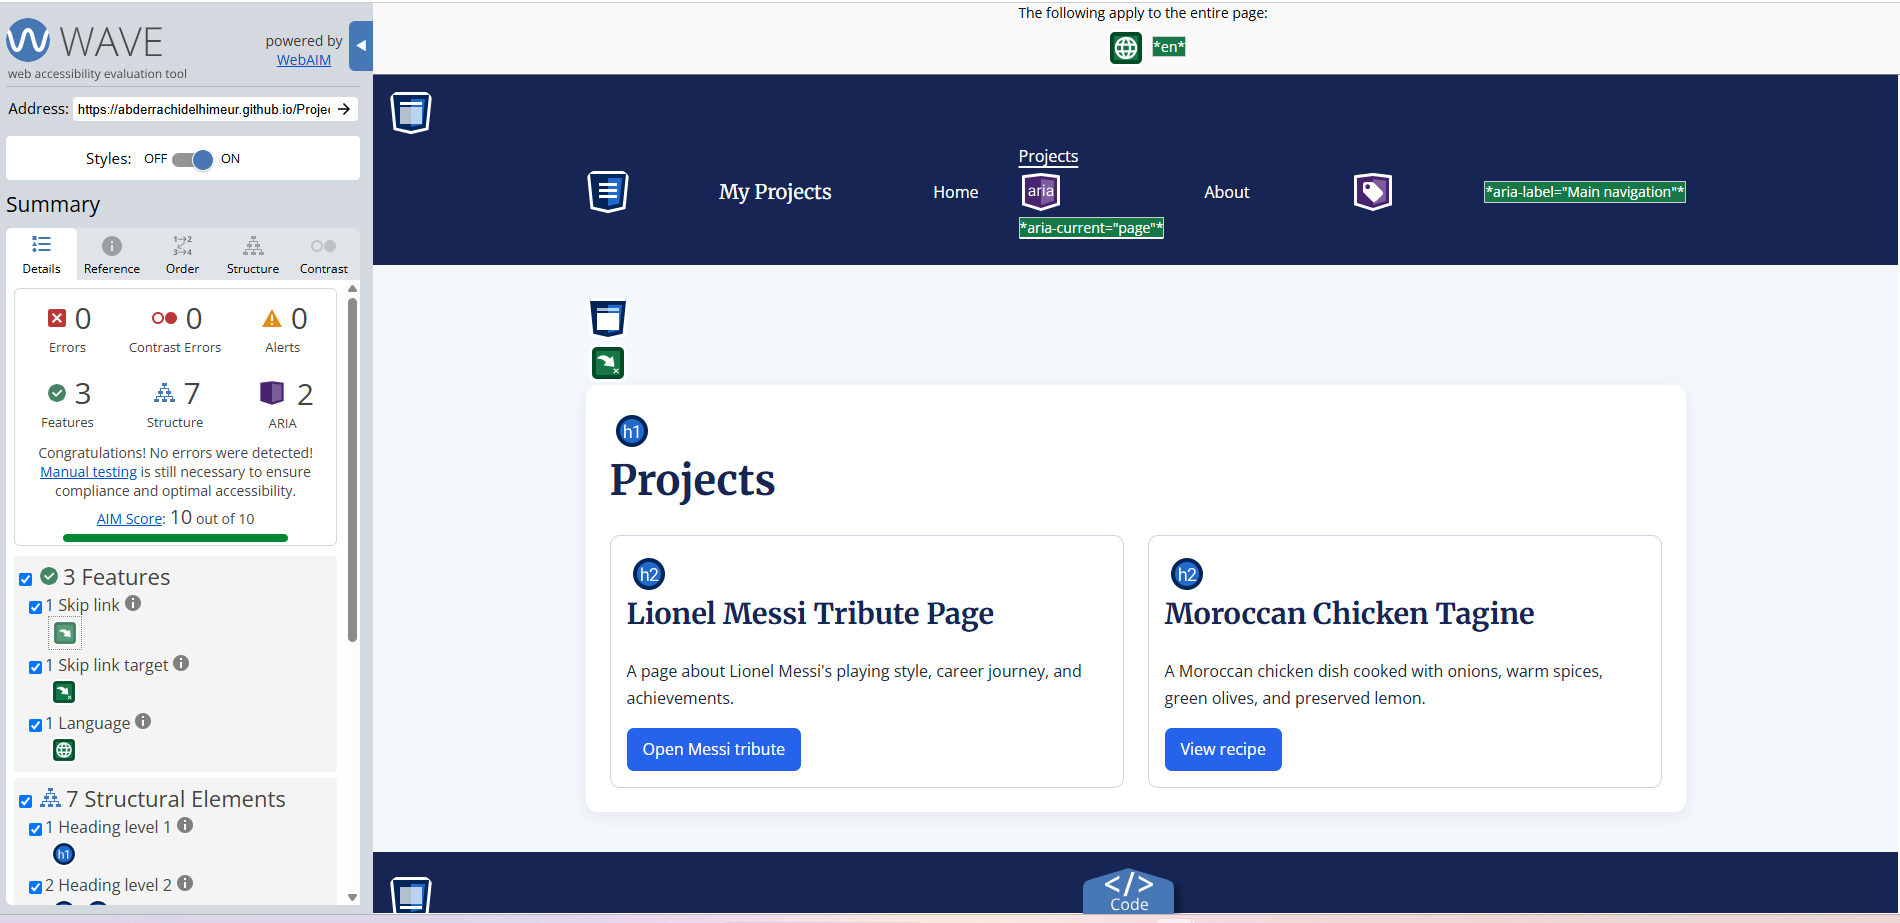 WAVE
web accessibility evaluation tool
powered by
WebAIM
Address: https://abderrachidelhimeur.github.io/Projec
Styles: OFF ON
Summary
Details Reference Order Structure Contrast
0 0 0
Errors Contrast Errors Alerts
3 7 2
Features Structure ARIA
Congratulations! No errors were detected!
Manual testing is still necessary to ensure
compliance and optimal accessibility.
AIM Score: 10 out of 10
3 Features
1 Skip link
1 Skip link target
1 Language
7 Structural Elements
1 Heading level 1
h1
2 Heading level 2
The following apply to the entire page:
*en*
My Projects
Home
Projects
aria
*aria-current="page"*
About
*aria-label="Main navigation"*
h1
Projects
h2
Lionel Messi Tribute Page
A page about Lionel Messi's playing style, career journey, and
achievements.
Open Messi tribute
h2
Moroccan Chicken Tagine
A Moroccan chicken dish cooked with onions, warm spices,
green olives, and preserved lemon.
View recipe
</>
Code